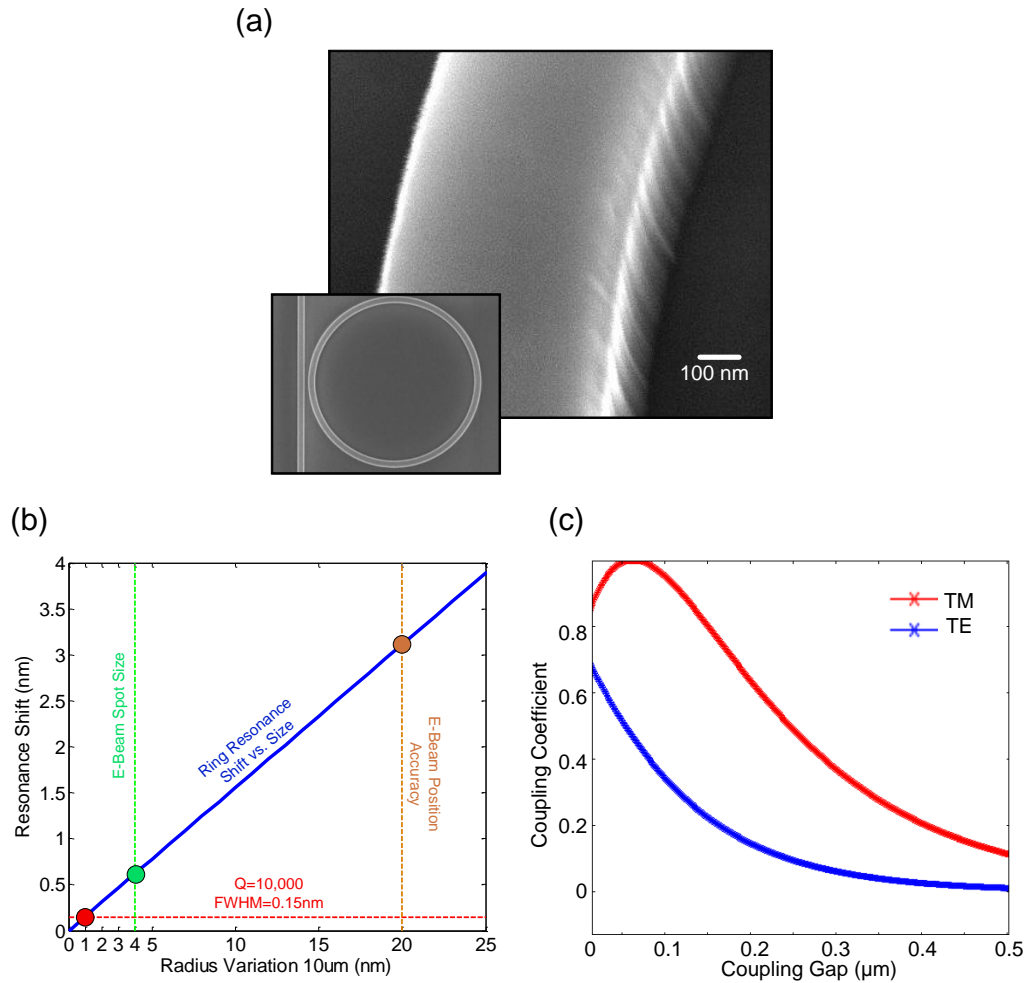 (a)
100 nm
(b)
4
3.5
3
2.5
2
1.5
1
0.5
0
0 1 2 3 4 5 10 15 20 25
Resonance Shift (nm)
Radius Variation 10um (nm)
E-Beam Spot Size
Ring Resonance
Shift vs. Size
E-Beam Position
Accuracy
Q=10,000
FWHM=0.15nm
(c)
0.8
0.6
0.4
0.2
0
0 0.1 0.2 0.3 0.4 0.5
Coupling Coefficient
Coupling Gap (µm)
TM
TE